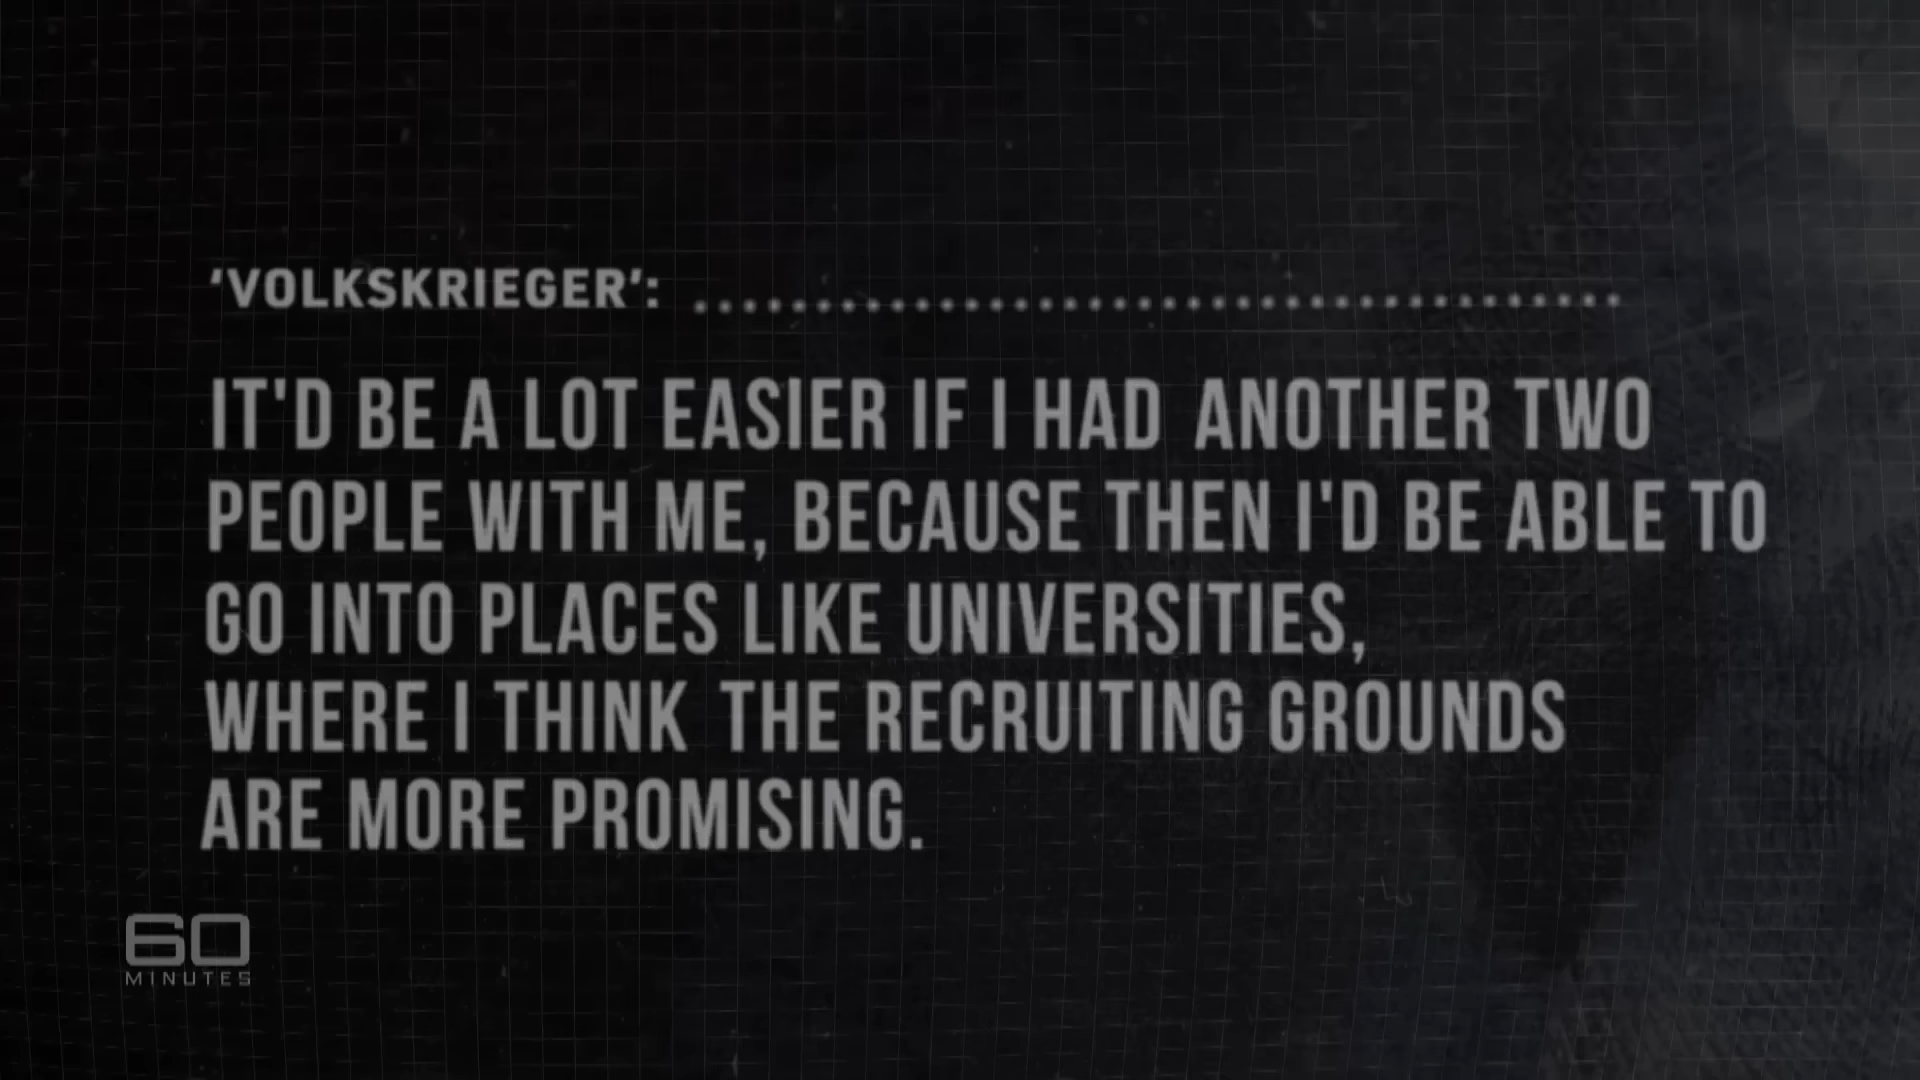 'VOLKSKRIEGER': ......................................
IT'D BE A LOT EASIER IF I HAD ANOTHER TWO
PEOPLE WITH ME, BECAUSE THEN I'D BE ABLE TO
GO INTO PLACES LIKE UNIVERSITIES,
WHERE I THINK THE RECRUITING GROUNDS
ARE MORE PROMISING.
60
MINUTES